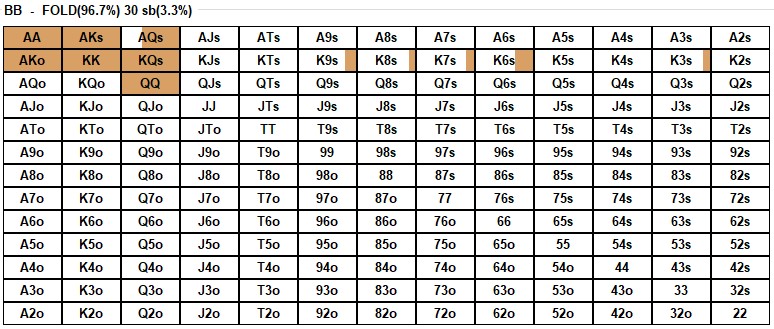 BB - FOLD(96.7%) 30 sb(3.3%)
AA AKs AQs AJs ATs A9s A8s A7s A6s A5s A4s A3s A2s
AKo KK KQs KJs KTs K9s K8s K7s K6s K5s K4s K3s K2s
AQo KQo QQ QJs QTs Q9s Q8s Q7s Q6s Q5s Q4s Q3s Q2s
AJo KJo QJo JJ JTs J9s J8s J7s J6s J5s J4s J3s J2s
ATo KTo QTo JTo TT T9s T8s T7s T6s T5s T4s T3s T2s
A9o K9o Q9o J9o T9o 99 98s 97s 96s 95s 94s 93s 92s
A8o K8o Q8o J8o T8o 98o 88 87s 86s 85s 84s 83s 82s
A7o K7o Q7o J7o T7o 97o 87o 77 76s 75s 74s 73s 72s
A6o K6o Q6o J6o T6o 96o 86o 76o 66 65s 64s 63s 62s
A5o K5o Q5o J5o T5o 95o 85o 75o 65o 55 54s 53s 52s
A4o K4o Q4o J4o T4o 94o 84o 74o 64o 54o 44 43s 42s
A3o K3o Q3o J3o T3o 93o 83o 73o 63o 53o 43o 33 32s
A2o K2o Q2o J2o T2o 92o 82o 72o 62o 52o 42o 32o 22